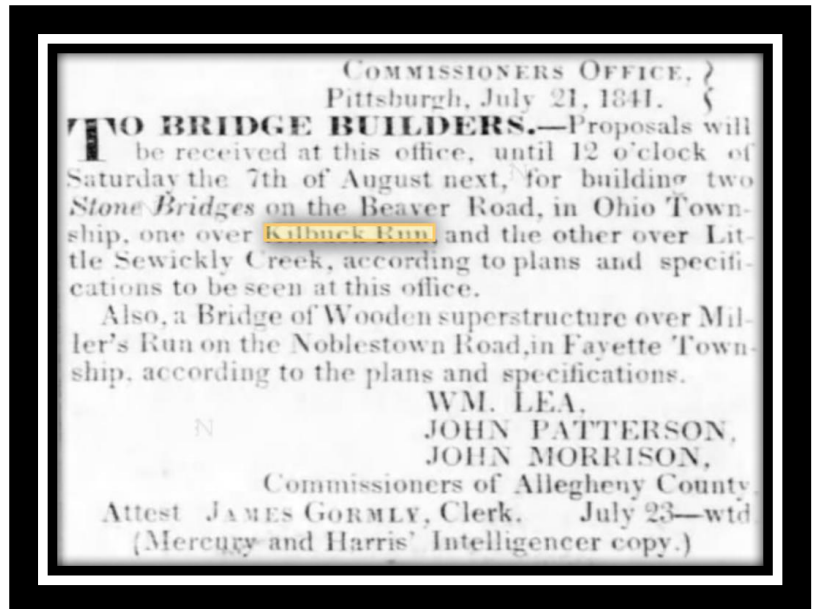 COMMISSIONERS OFFICE, }
Pittsburgh, July 21, 1841. {
TO BRIDGE BUILDERS.—Proposals will
be received at this office, until 12 o'clock of
Saturday the 7th of August next, for building two
Stone Bridges on the Beaver Road, in Ohio Town-
ship, one over Kilbuck Run, and the other over Lit-
tle Sewickly Creek, according to plans and specifi-
cations to be seen at this office.
Also, a Bridge of Wooden superstructure over Mil-
ler's Run on the Noblestown Road,in Fayette Town-
ship, according to the plans and specifications.
WM. LEA,
JOHN PATTERSON,
JOHN MORRISON,
Commissioners of Allegheny County.
Attest JAMES GORMLY, Clerk. July 23—wtd
(Mercury and Harris' Intelligencer copy.)